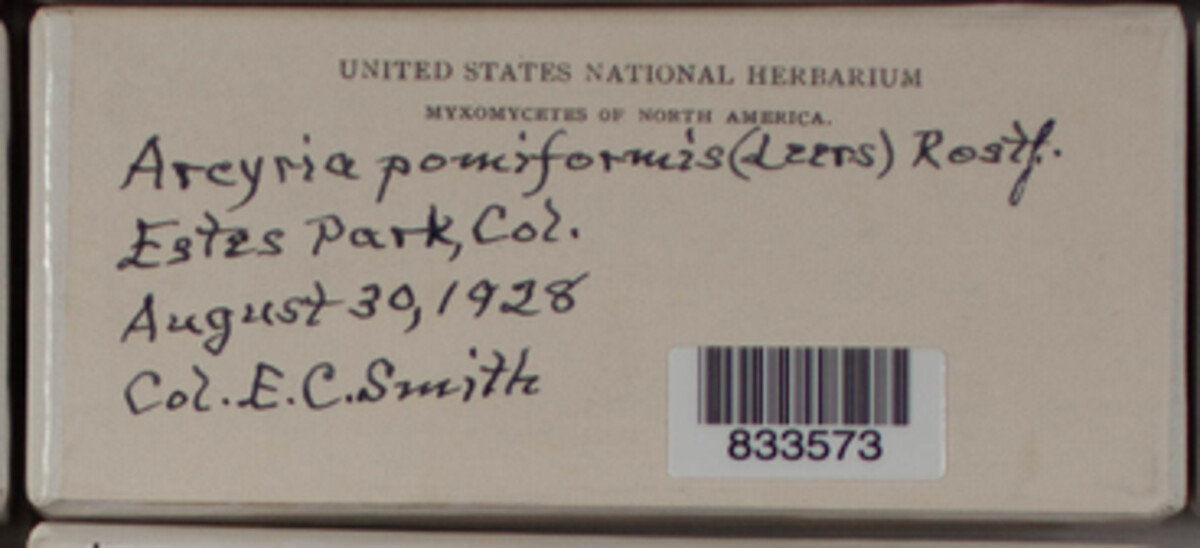 UNITED STATES NATIONAL HERBARIUM
MYXOMYCETES OF NORTH AMERICA.
Arcyria pomiformis (Leers) Rostf.
Estes Park, Col.
August 30, 1928
Col. E. C. Smith
833573